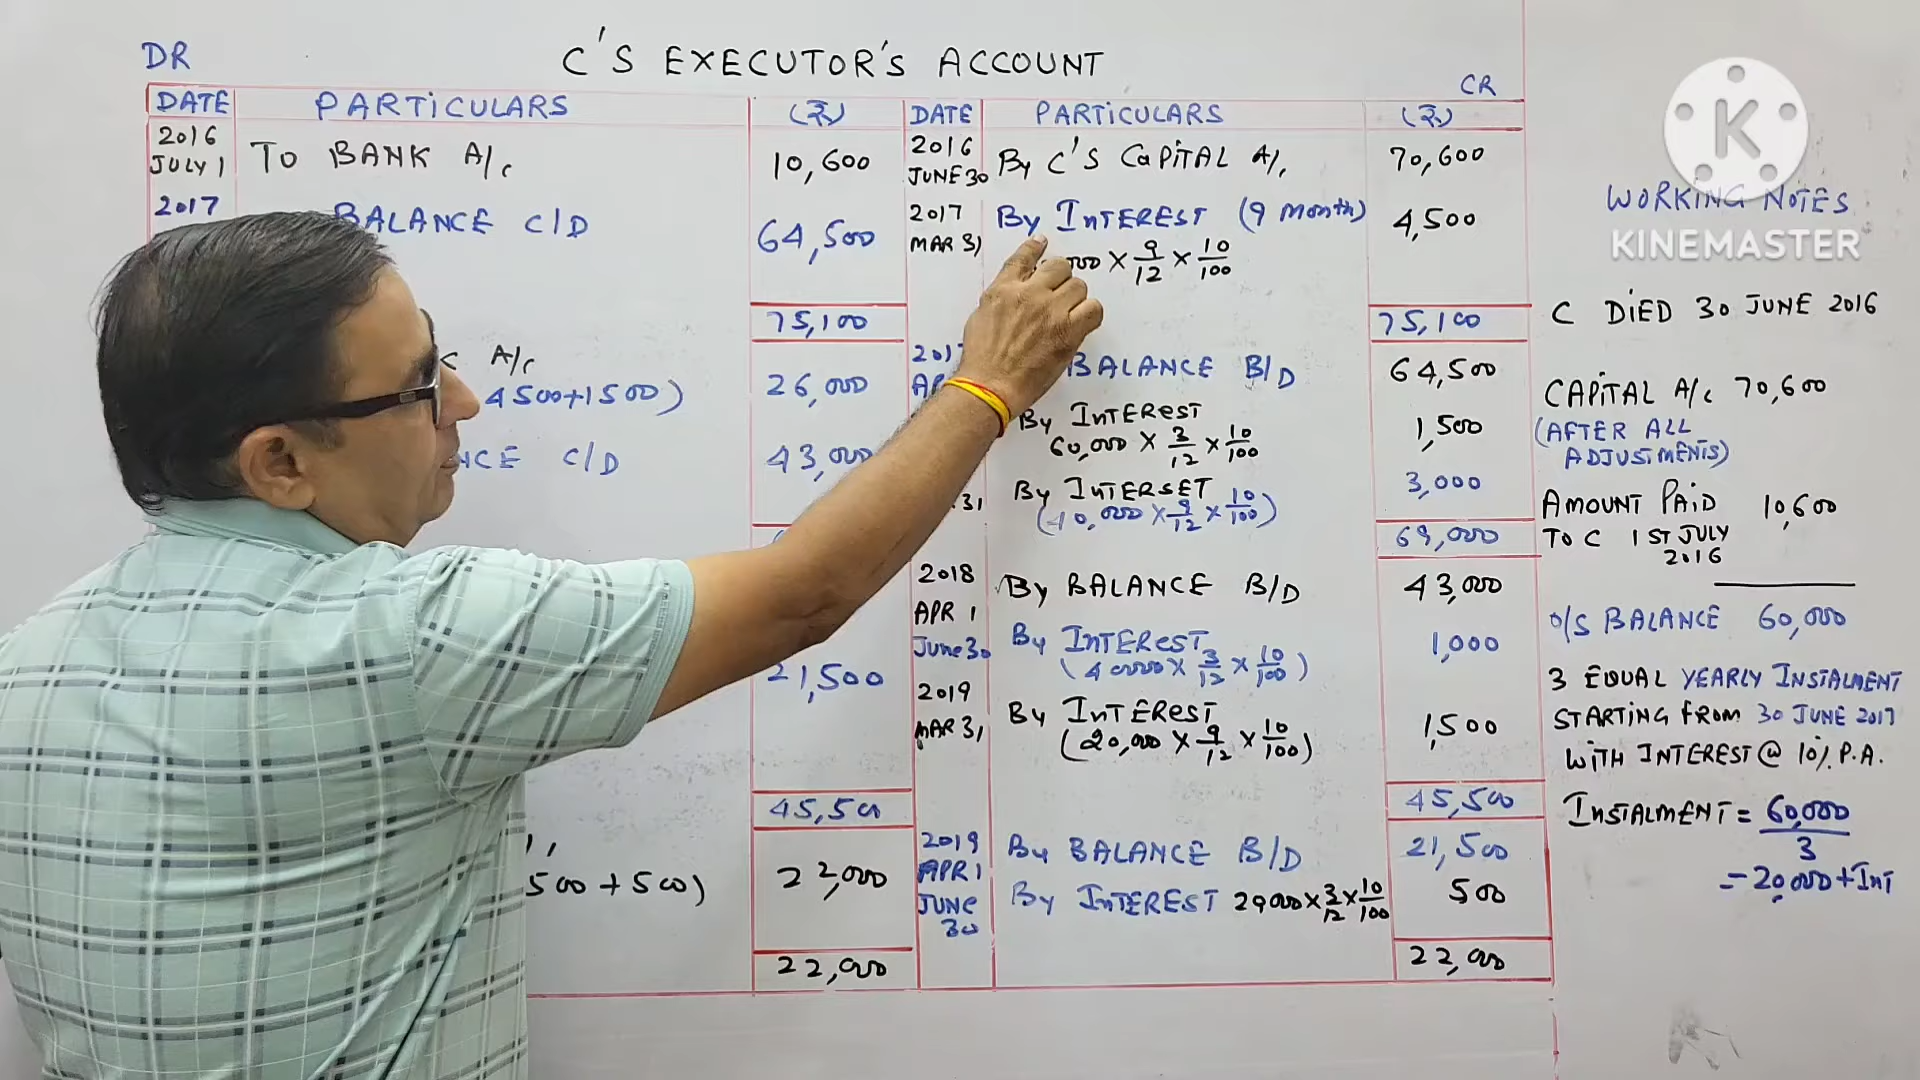 C'S EXECUTOR'S ACCOUNT
DR
CR
DATE PARTICULARS (₹) DATE PARTICULARS (₹)
2016
JULY 1 TO BANK A/c 10,600
2017
BALANCE C/D 64,500
75,100
A/c
4500+1500) 26,000
C/D 43,000
21,500
45,500
500 + 500) 22,000
22,000
2016
JUNE 30 By C'S CAPITAL A/c 70,600
2017
MAR 31 By INTEREST (9 month) 4,500
× 9/12 × 10/100
75,100
BALANCE B/D 64,500
By INTEREST 1,500
60,000 × 3/12 × 10/100
By INTERSET 3,000
(40,000 × 9/12 × 10/100)
69,000
2018
APR 1 By BALANCE B/D 43,000
June 30 By INTEREST 1,000
(40000 × 3/12 × 10/100)
2019
MAR 31 By INTEREST 1,500
(20,000 × 9/12 × 10/100)
45,500
2019
APR 1 By BALANCE B/D 21,500
JUNE
30 By INTEREST 20000 × 3/12 × 10/100 500
22,000
K
KINEMASTER
WORKING NOTES
C DIED 30 JUNE 2016
CAPITAL A/c 70,600
(AFTER ALL
ADJUSTMENTS)
AMOUNT PAID 10,600
TO C 1ST JULY
2016
O/S BALANCE 60,000
3 EQUAL YEARLY INSTALMENT
STARTING FROM 30 JUNE 2017
WITH INTEREST @ 10% P.A.
INSTALMENT = 60,000/3
= 20,000 + INT